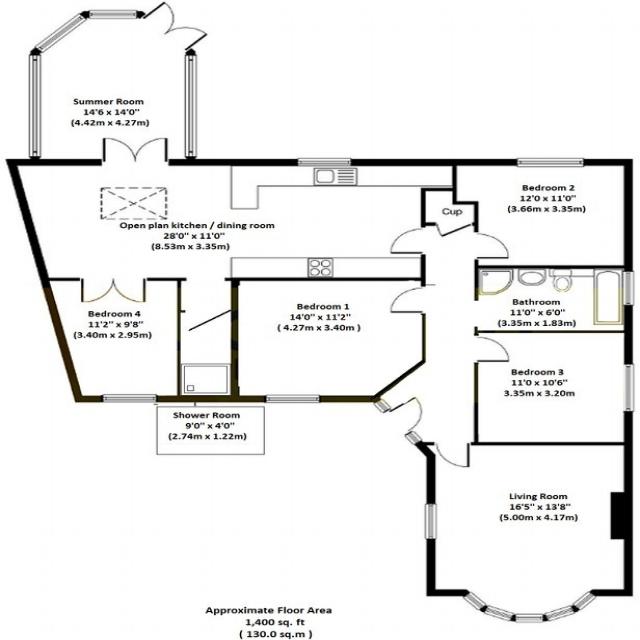 Summer Room
14'6 x 14'0"
(4.42m x 4.27m)
Open plan kitchen / dining room
28'0" x 11'0"
(8.53m x 3.35m)
Cup
Bedroom 2
12'0 x 11'0"
(3.66m x 3.35m)
Bathroom
11'0" x 6'0"
(3.35m x 1.83m)
Bedroom 4
11'2" x 9'8"
(3.40m x 2.95m)
Bedroom 1
14'0" x 11'2"
( 4.27m x 3.40m )
Bedroom 3
11'0 x 10'6"
3.35m x 3.20m
Shower Room
9'0" x 4'0"
(2.74m x 1.22m)
Living Room
16'5" x 13'8"
(5.00m x 4.17m)
Approximate Floor Area
1,400 sq. ft
( 130.0 sq.m )